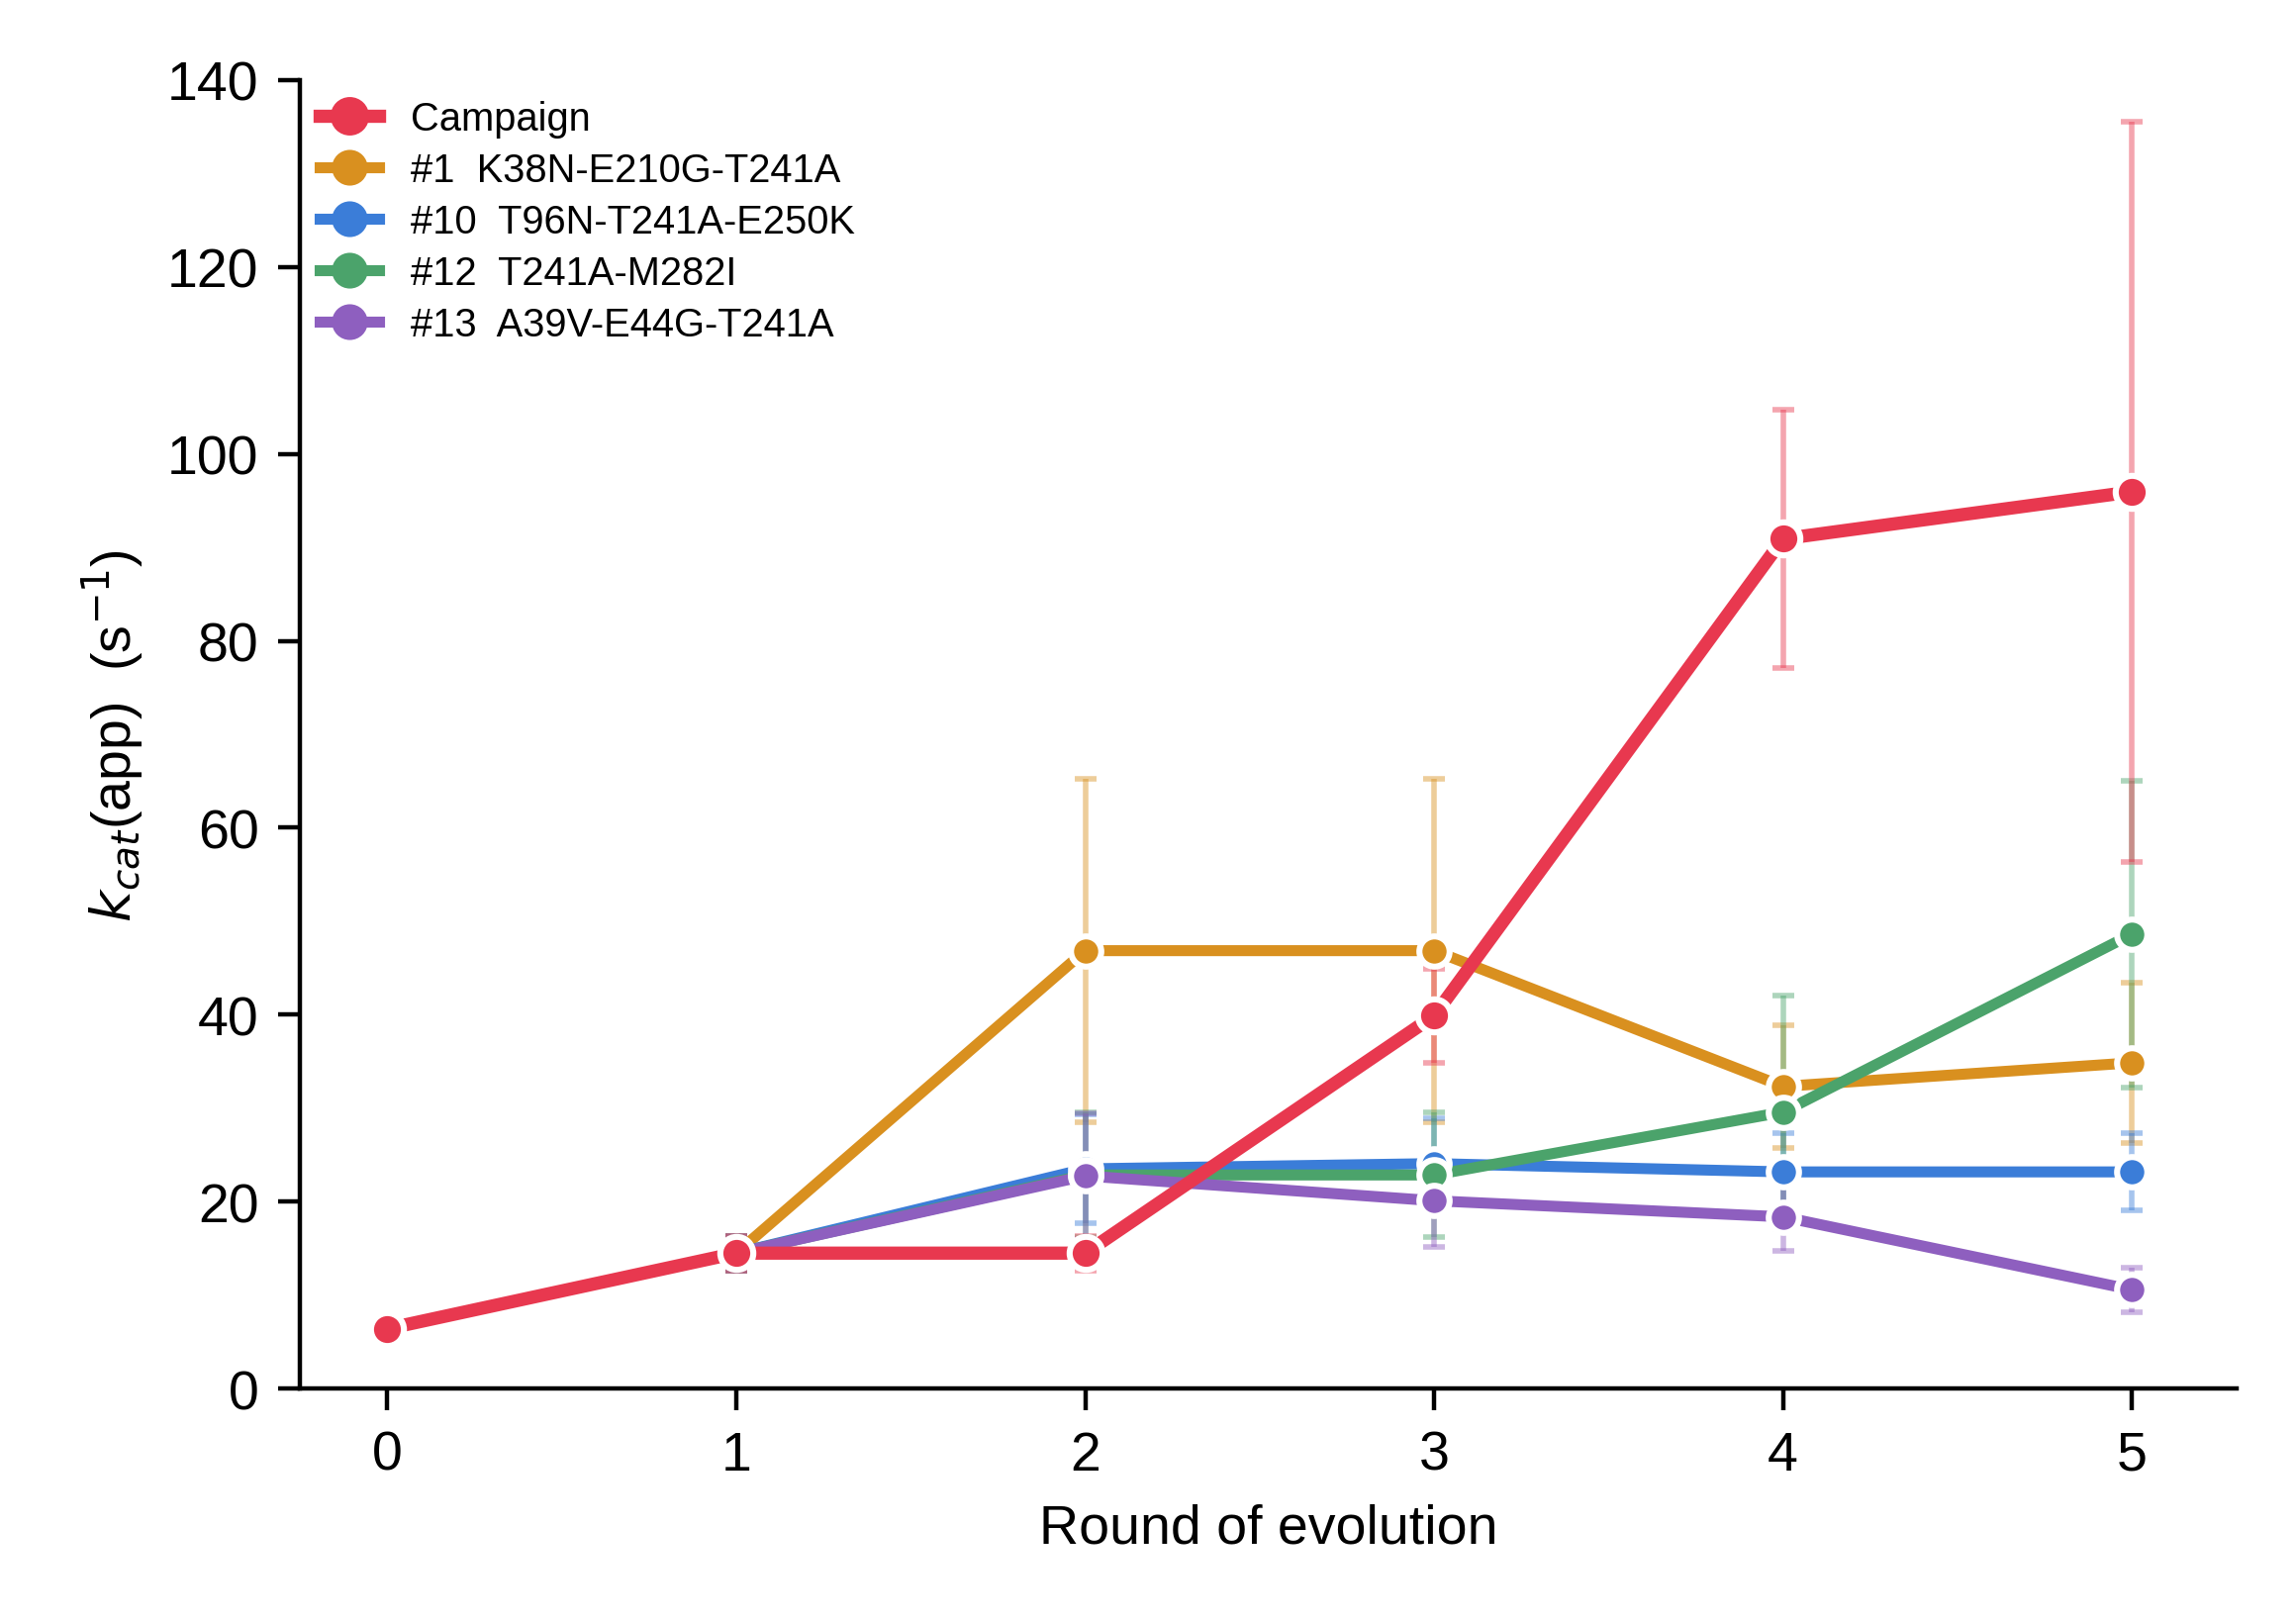 140
120
100
80
60
40
20
0
Campaign
#1 K38N-E210G-T241A
#10 T96N-T241A-E250K
#12 T241A-M282I
#13 A39V-E44G-T241A
k_cat(app) (s⁻¹)
0 1 2 3 4 5
Round of evolution